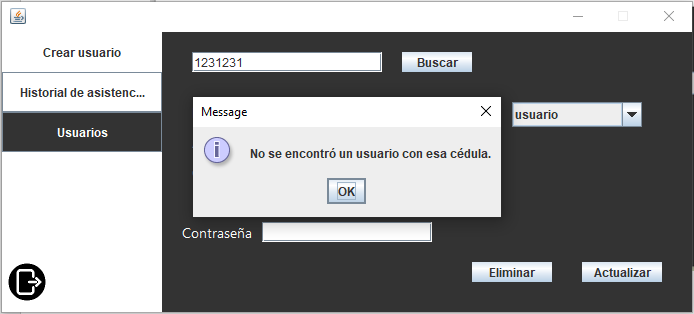 Crear usuario
Historial de asistenc...
Usuarios
1231231
Buscar
Message
No se encontró un usuario con esa cédula.
OK
usuario
Contraseña
Eliminar
Actualizar